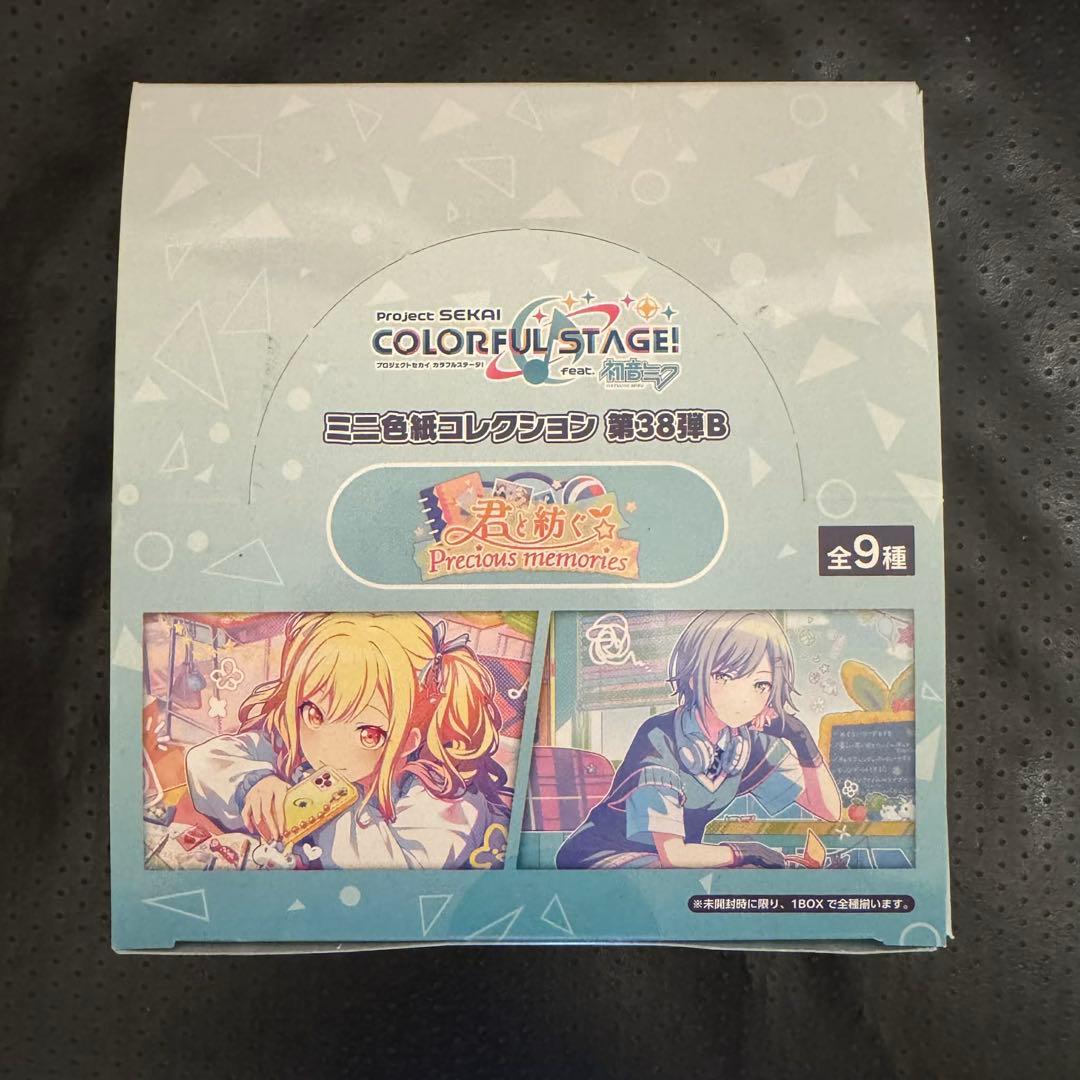 Project SEKAI
COLORFUL STAGE!
プロジェクトセカイ カラフルステージ!
feat. 初音ミク
HATSUNE MIKU
ミニ色紙コレクション 第38弾B
君と紡ぐ
Precious memories
全9種
※未開封時に限り、1BOXで全種揃います。